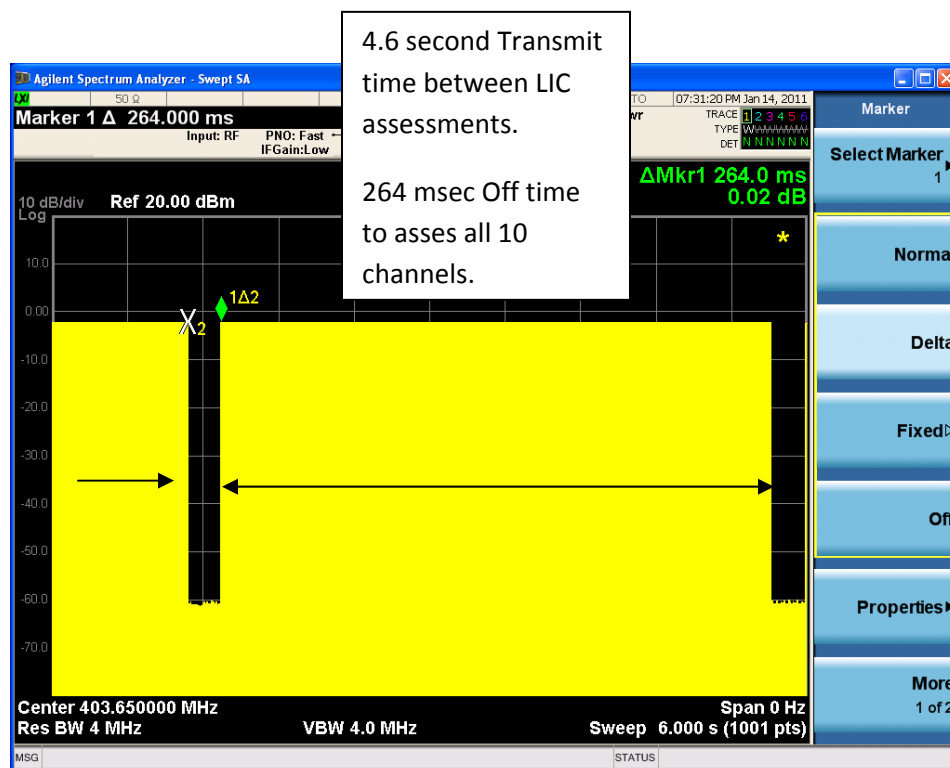 4.6 second Transmit
time between LIC
assessments.
264 msec Off time
to asses all 10
channels.
Agilent Spectrum Analyzer - Swept SA
LXI
50 Ω
07:31:20 PM Jan 14, 2011
Marker 1 Δ 264.000 ms
Input: RF
PNO: Fast
IFGain:Low
TRACE 1 2 3 4 5 6
TYPE
DET N N N N N N
ΔMkr1 264.0 ms
0.02 dB
10 dB/div
Log
Ref 20.00 dBm
10.0
0.00
-10.0
-20.0
-30.0
-40.0
-50.0
-60.0
-70.0
1Δ2
X2
*
Center 403.650000 MHz
Span 0 Hz
Res BW 4 MHz
VBW 4.0 MHz
Sweep 6.000 s (1001 pts)
MSG
STATUS
Marker
Select Marker
1
Norma
Delta
Fixed
Off
Properties
More
1 of 2